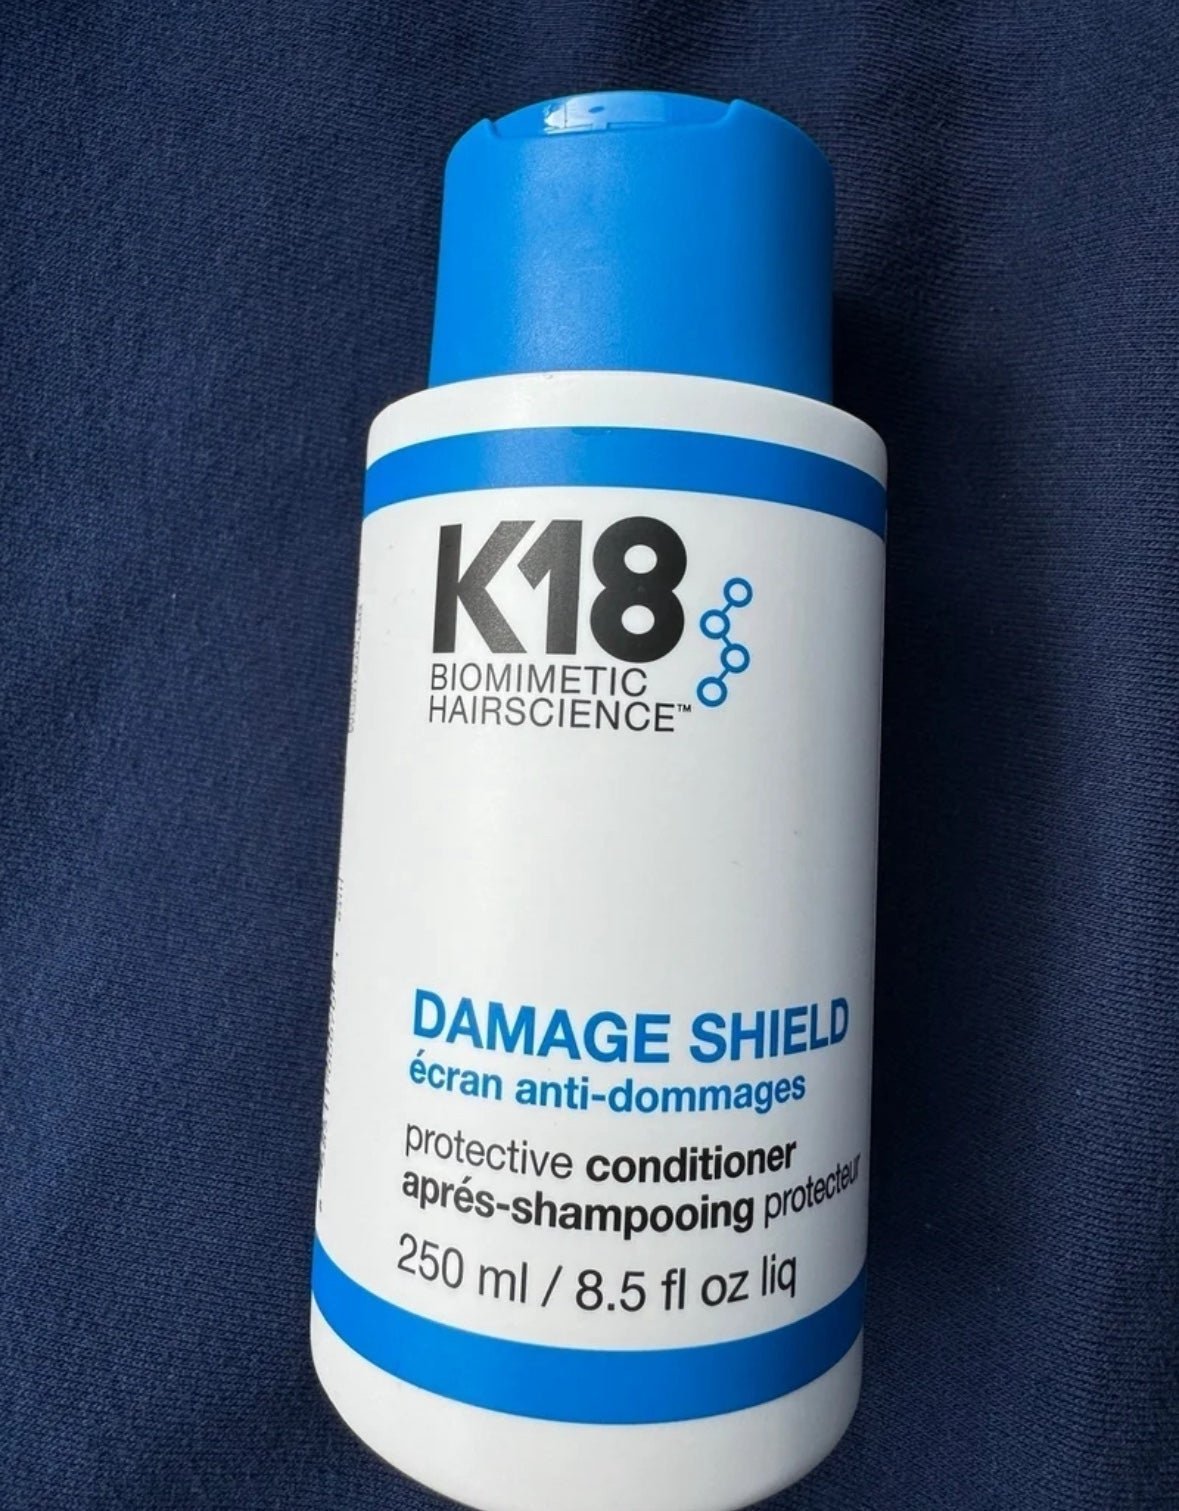 K18
BIOMIMETIC
HAIRSCIENCE™
DAMAGE SHIELD
écran anti-dommages
protective conditioner
aprés-shampooing protecteur
250 ml / 8.5 fl oz liq